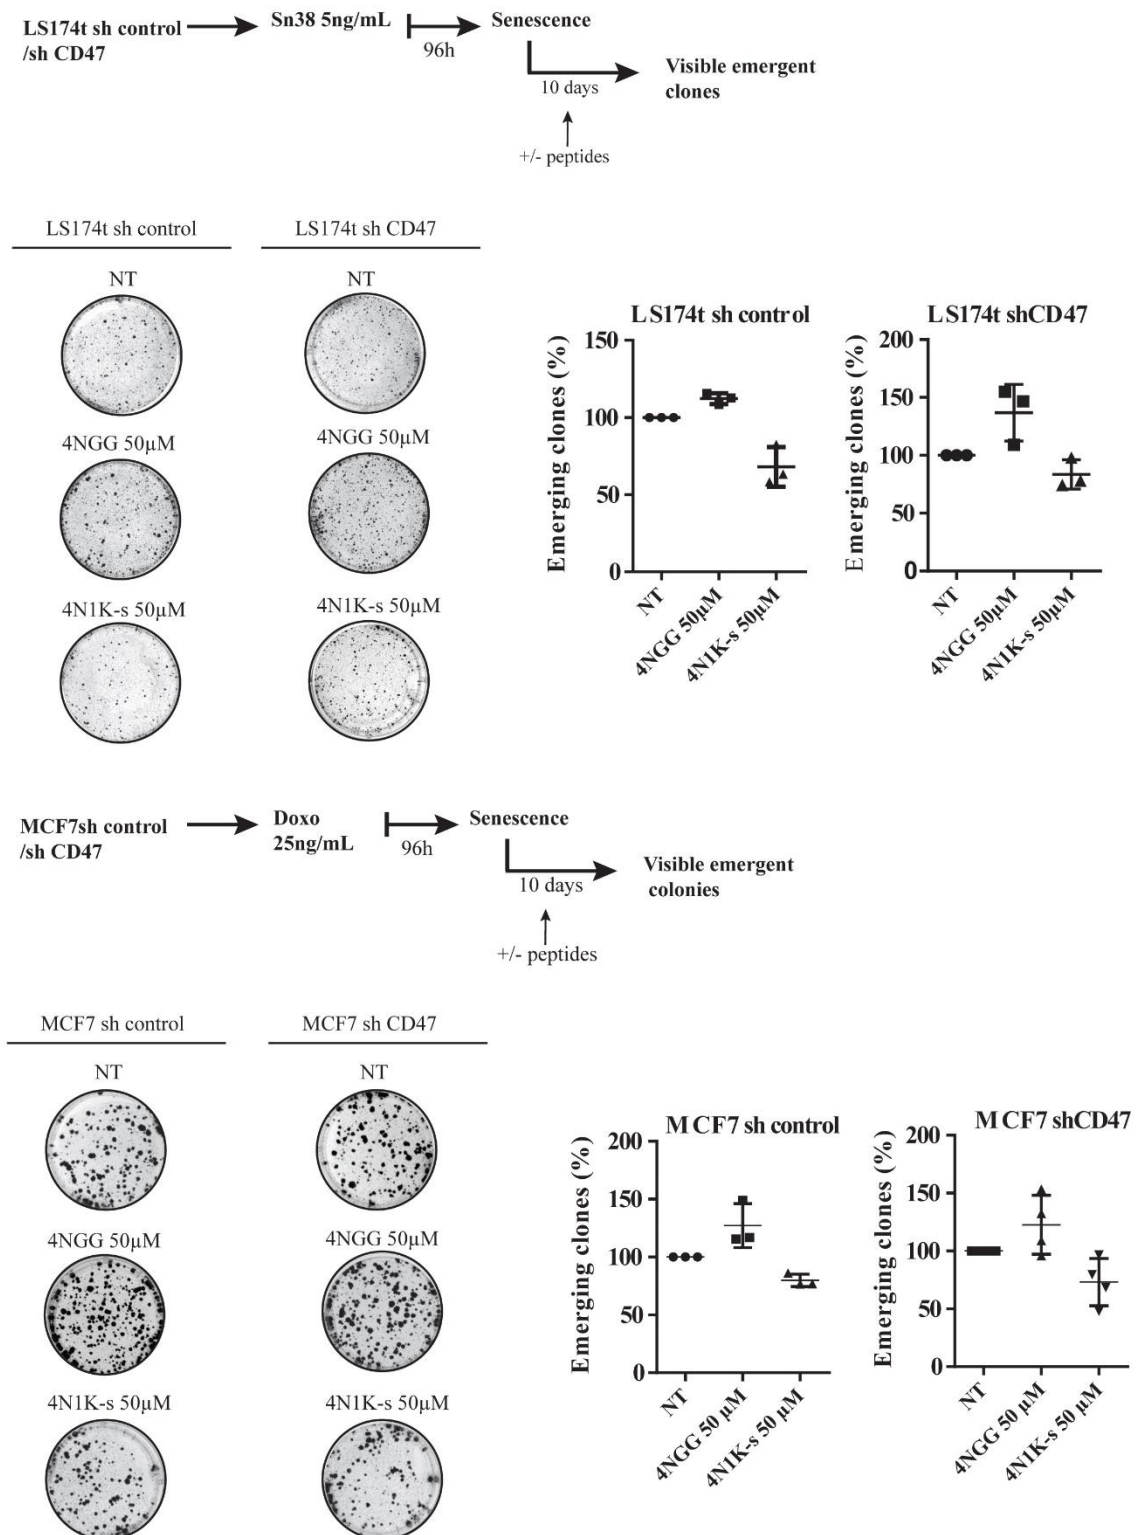 LS174t sh control
/sh CD47
Sn38 5ng/mL
96h
Senescence
10 days
+/- peptides
Visible emergent
clones
LS174t sh control
LS174t sh CD47
NT
NT
4NGG 50µM
4NGG 50µM
4N1K-s 50µM
4N1K-s 50µM
LS174t sh control
Emerging clones (%)
150
100
50
0
NT
4NGG 50µM
4N1K-s 50µM
LS174t shCD47
Emerging clones (%)
200
150
100
50
0
NT
4NGG 50µM
4N1K-s 50µM
MCF7sh control
/sh CD47
Doxo
25ng/mL
96h
Senescence
10 days
+/- peptides
Visible emergent
colonies
MCF7 sh control
MCF7 sh CD47
NT
NT
4NGG 50µM
4NGG 50µM
4N1K-s 50µM
4N1K-s 50µM
MCF7 sh control
Emerging clones (%)
200
150
100
50
0
NT
4NGG 50 µM
4N1K-s 50 µM
MCF7 shCD47
Emerging clones (%)
200
150
100
50
0
NT
4NGG 50 µM
4N1K-s 50 µM